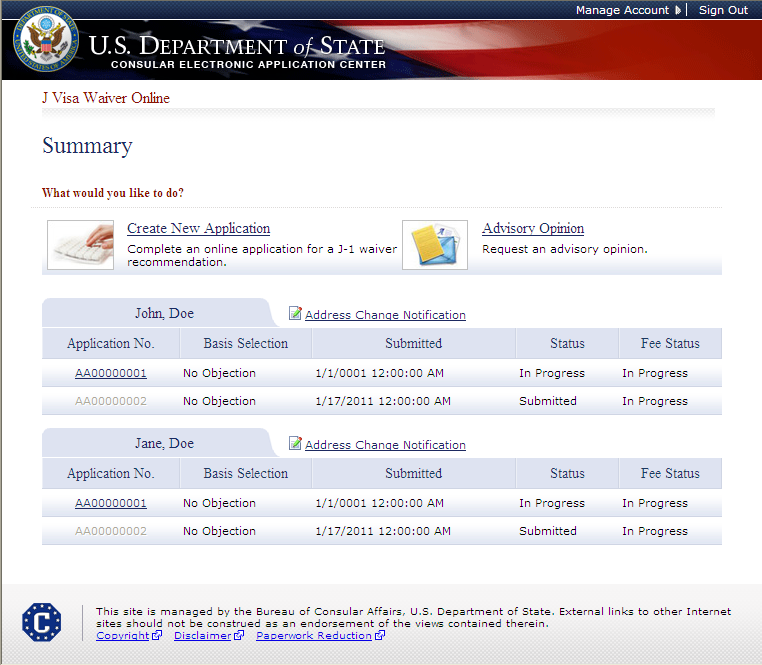 Manage Account Sign Out
U.S. DEPARTMENT of STATE
CONSULAR ELECTRONIC APPLICATION CENTER
J Visa Waiver Online
Summary
What would you like to do?
Create New Application
Complete an online application for a J-1 waiver
recommendation.
Advisory Opinion
Request an advisory opinion.
John, Doe Address Change Notification
Application No. Basis Selection Submitted Status Fee Status
AA00000001 No Objection 1/1/0001 12:00:00 AM In Progress In Progress
AA00000002 No Objection 1/17/2011 12:00:00 AM Submitted In Progress
Jane, Doe Address Change Notification
Application No. Basis Selection Submitted Status Fee Status
AA00000001 No Objection 1/1/0001 12:00:00 AM In Progress In Progress
AA00000002 No Objection 1/17/2011 12:00:00 AM Submitted In Progress
C
This site is managed by the Bureau of Consular Affairs, U.S. Department of State. External links to other Internet
sites should not be construed as an endorsement of the views contained therein.
Copyright Disclaimer Paperwork Reduction